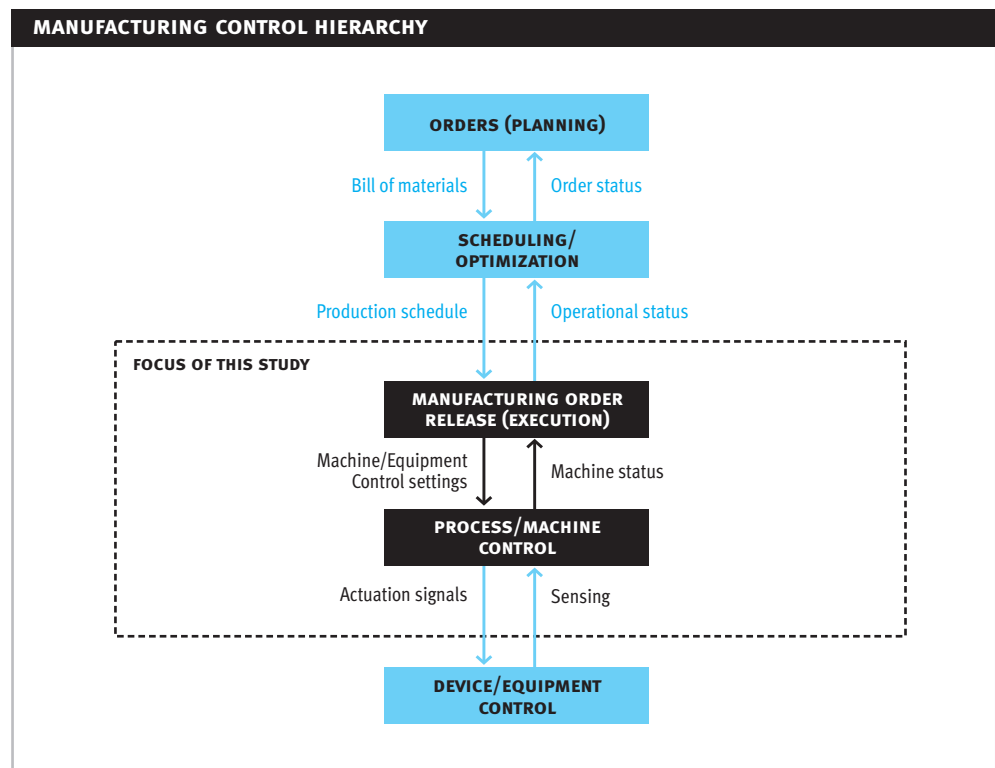 MANUFACTURING CONTROL HIERARCHY
ORDERS (PLANNING)
Bill of materials
Order status
SCHEDULING/
OPTIMIZATION
Production schedule
Operational status
FOCUS OF THIS STUDY
MANUFACTURING ORDER
RELEASE (EXECUTION)
Machine/Equipment
Control settings
Machine status
PROCESS/MACHINE
CONTROL
Actuation signals
Sensing
DEVICE/EQUIPMENT
CONTROL